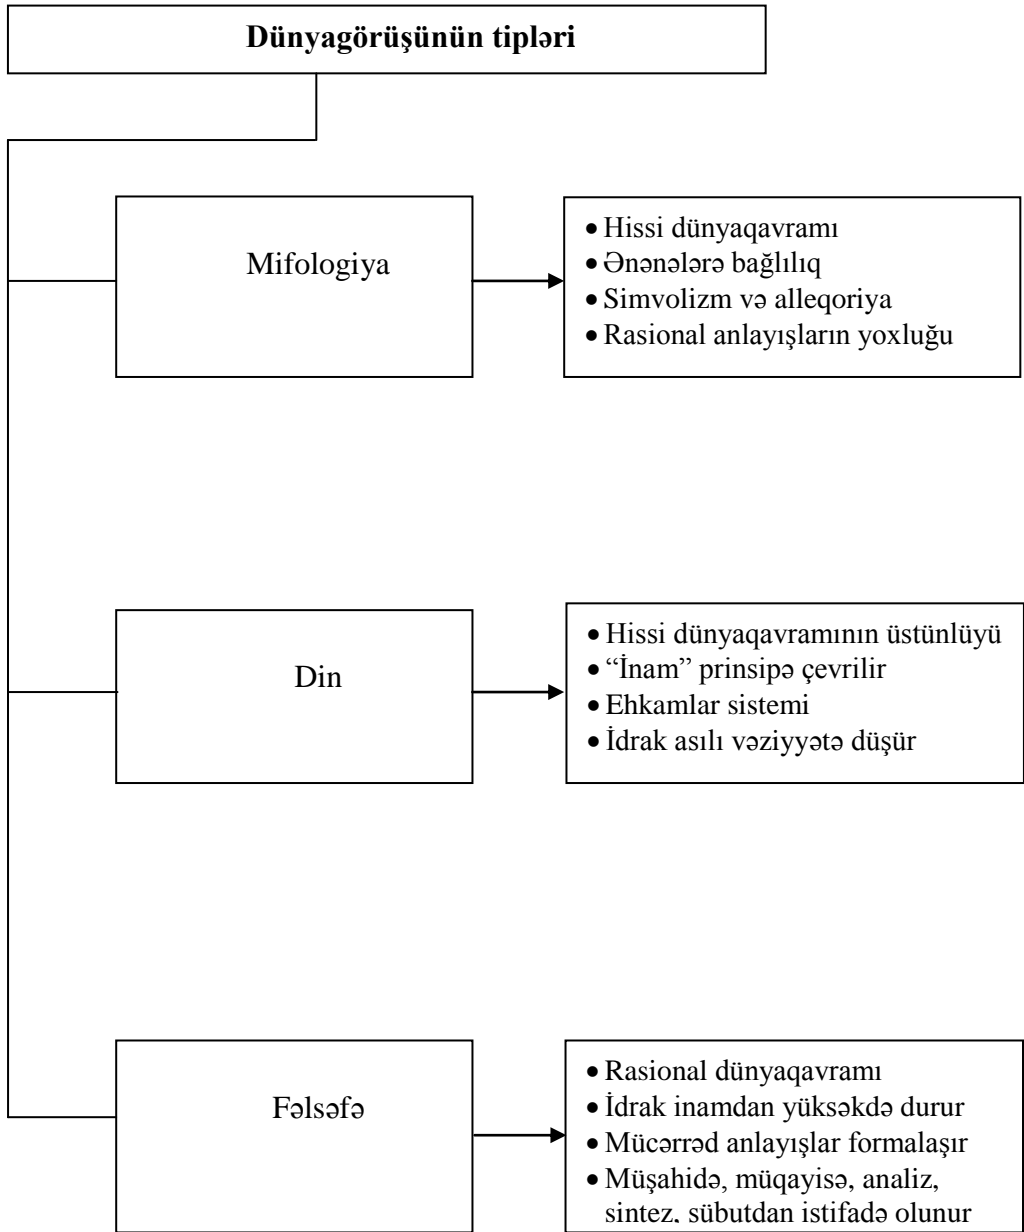 Dünyagörüşünün tipləri
Mifologiya
• Hissi dünyaqavramı
• Ənənələrə bağlılıq
• Simvolizm və alleqoriya
• Rasional anlayışların yoxluğu
Din
• Hissi dünyaqavramının üstünlüyü
• “İnam” prinsipə çevrilir
• Ehkamlar sistemi
• İdrak asılı vəziyyətə düşür
Fəlsəfə
• Rasional dünyaqavramı
• İdrak inamdan yüksəkdə durur
• Mücərrəd anlayışlar formalaşır
• Müşahidə, müqayisə, analiz,
sintez, sübutdan istifadə olunur